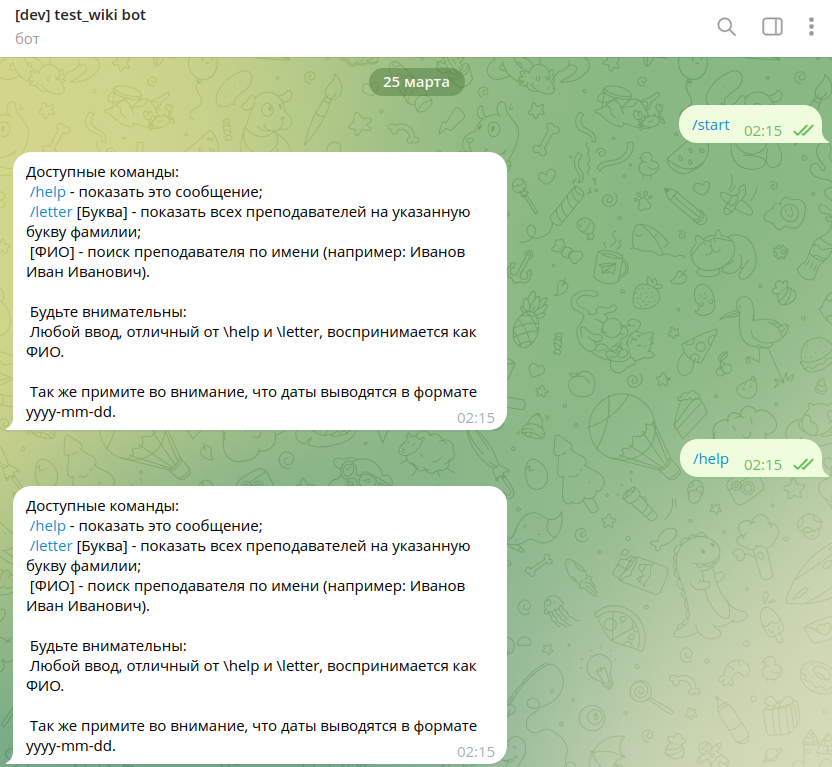 [dev] test_wiki bot
бот
25 марта
/start 02:15
Доступные команды:
/help - показать это сообщение;
/letter [Буква] - показать всех преподавателей на указанную
букву фамилии;
[ФИО] - поиск преподавателя по имени (например: Иванов
Иван Иванович).
Будьте внимательны:
Любой ввод, отличный от \help и \letter, воспринимается как
ФИО.
Так же примите во внимание, что даты выводятся в формате
yyyy-mm-dd.
02:15
/help 02:15
Доступные команды:
/help - показать это сообщение;
/letter [Буква] - показать всех преподавателей на указанную
букву фамилии;
[ФИО] - поиск преподавателя по имени (например: Иванов
Иван Иванович).
Будьте внимательны:
Любой ввод, отличный от \help и \letter, воспринимается как
ФИО.
Так же примите во внимание, что даты выводятся в формате
yyyy-mm-dd.
02:15